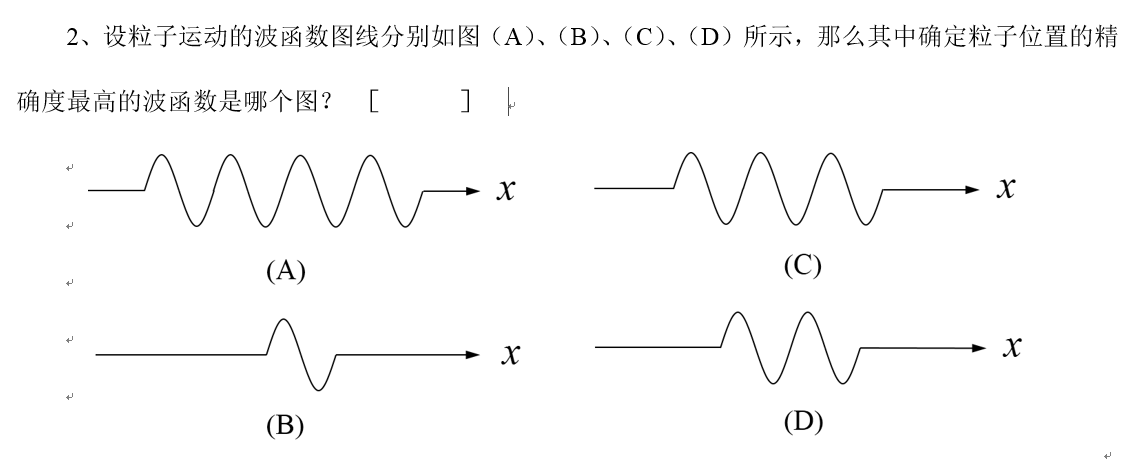 2、设粒子运动的波函数图线分别如图（A）、（B）、（C）、（D）所示，那么其中确定粒子位置的精
确度最高的波函数是哪个图？ [ ]
x
x
(A)
(C)
x
x
(B)
(D)